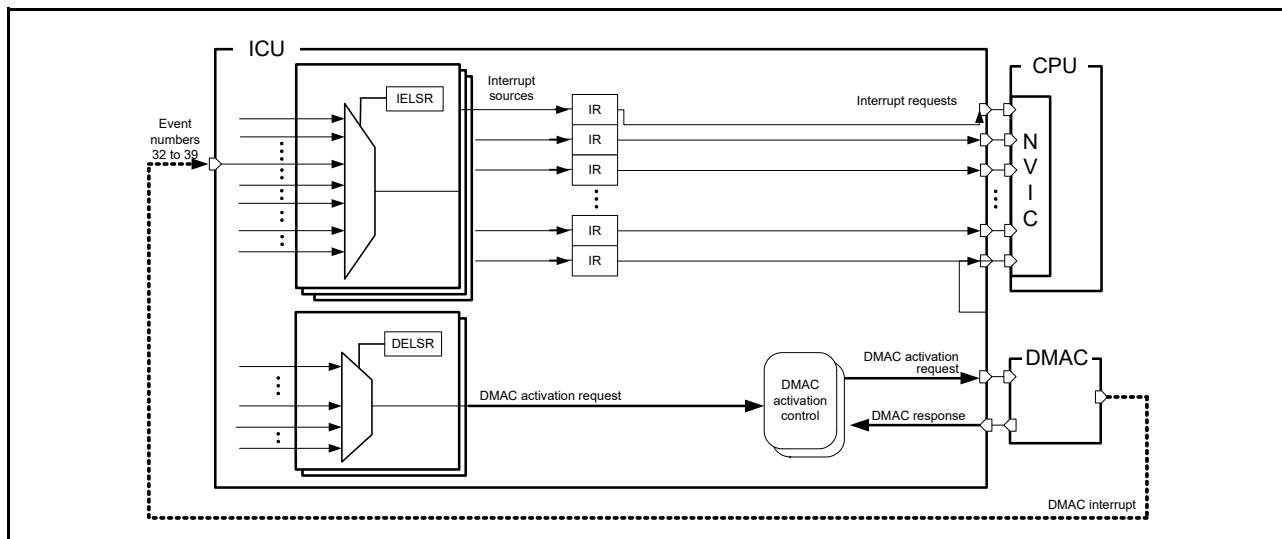 ICU
CPU
IELSR
Interrupt
sources
Interrupt requests
Event
numbers
32 to 39
IR
IR
IR
IR
IR
N
V
I
C
DELSR
DMAC activation request
DMAC
activation
control
DMAC activation
request
DMAC response
DMAC
DMAC interrupt